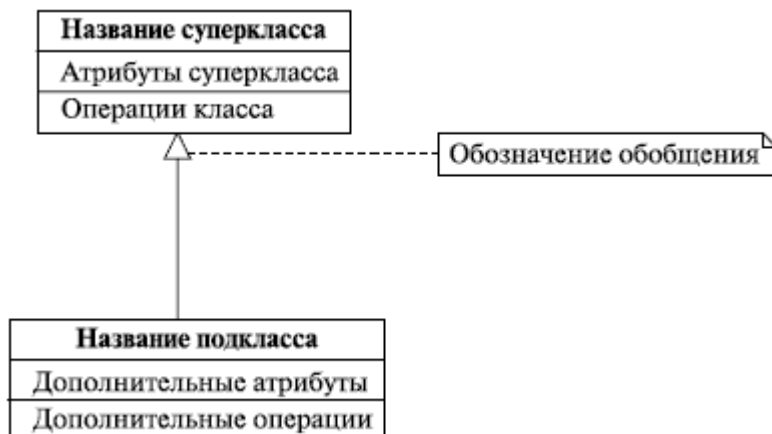 Название суперкласса
Атрибуты суперкласса
Операции класса
Обозначение обобщения
Название подкласса
Дополнительные атрибуты
Дополнительные операции